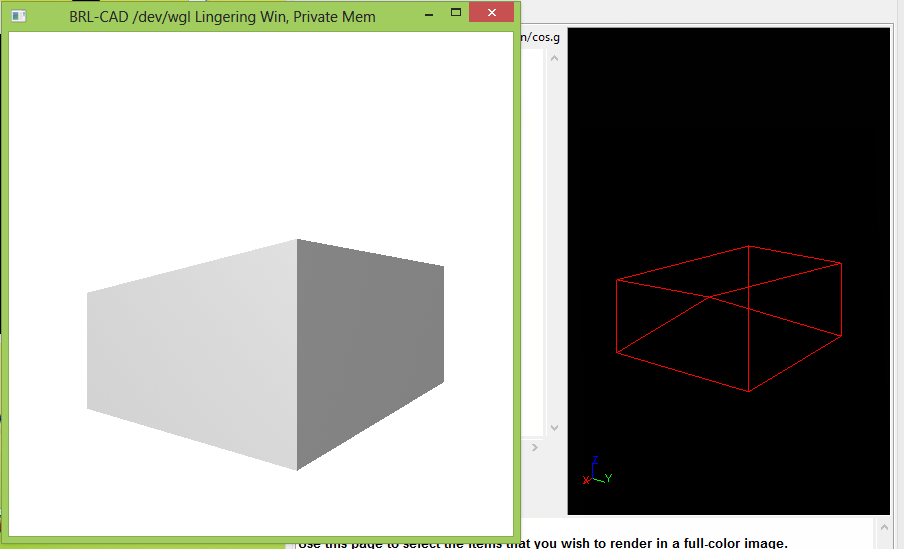 BRL-CAD /dev/wgl Lingering Win, Private Mem
n/cos.g
Z
X
Y
Use this page to select the items that you wish to render in a full-color image.